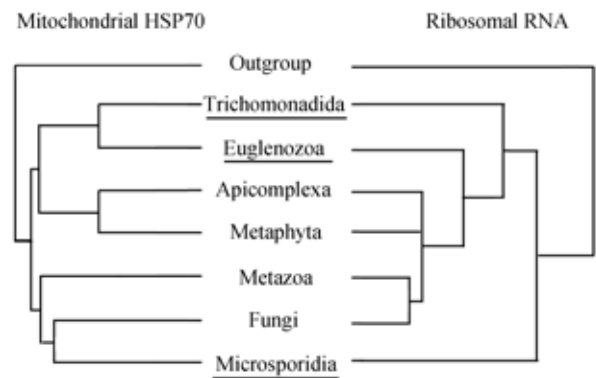 Mitochondrial HSP70
Ribosomal RNA
Outgroup
Trichomonadida
Euglenozoa
Apicomplexa
Metaphyta
Metazoa
Fungi
Microsporidia